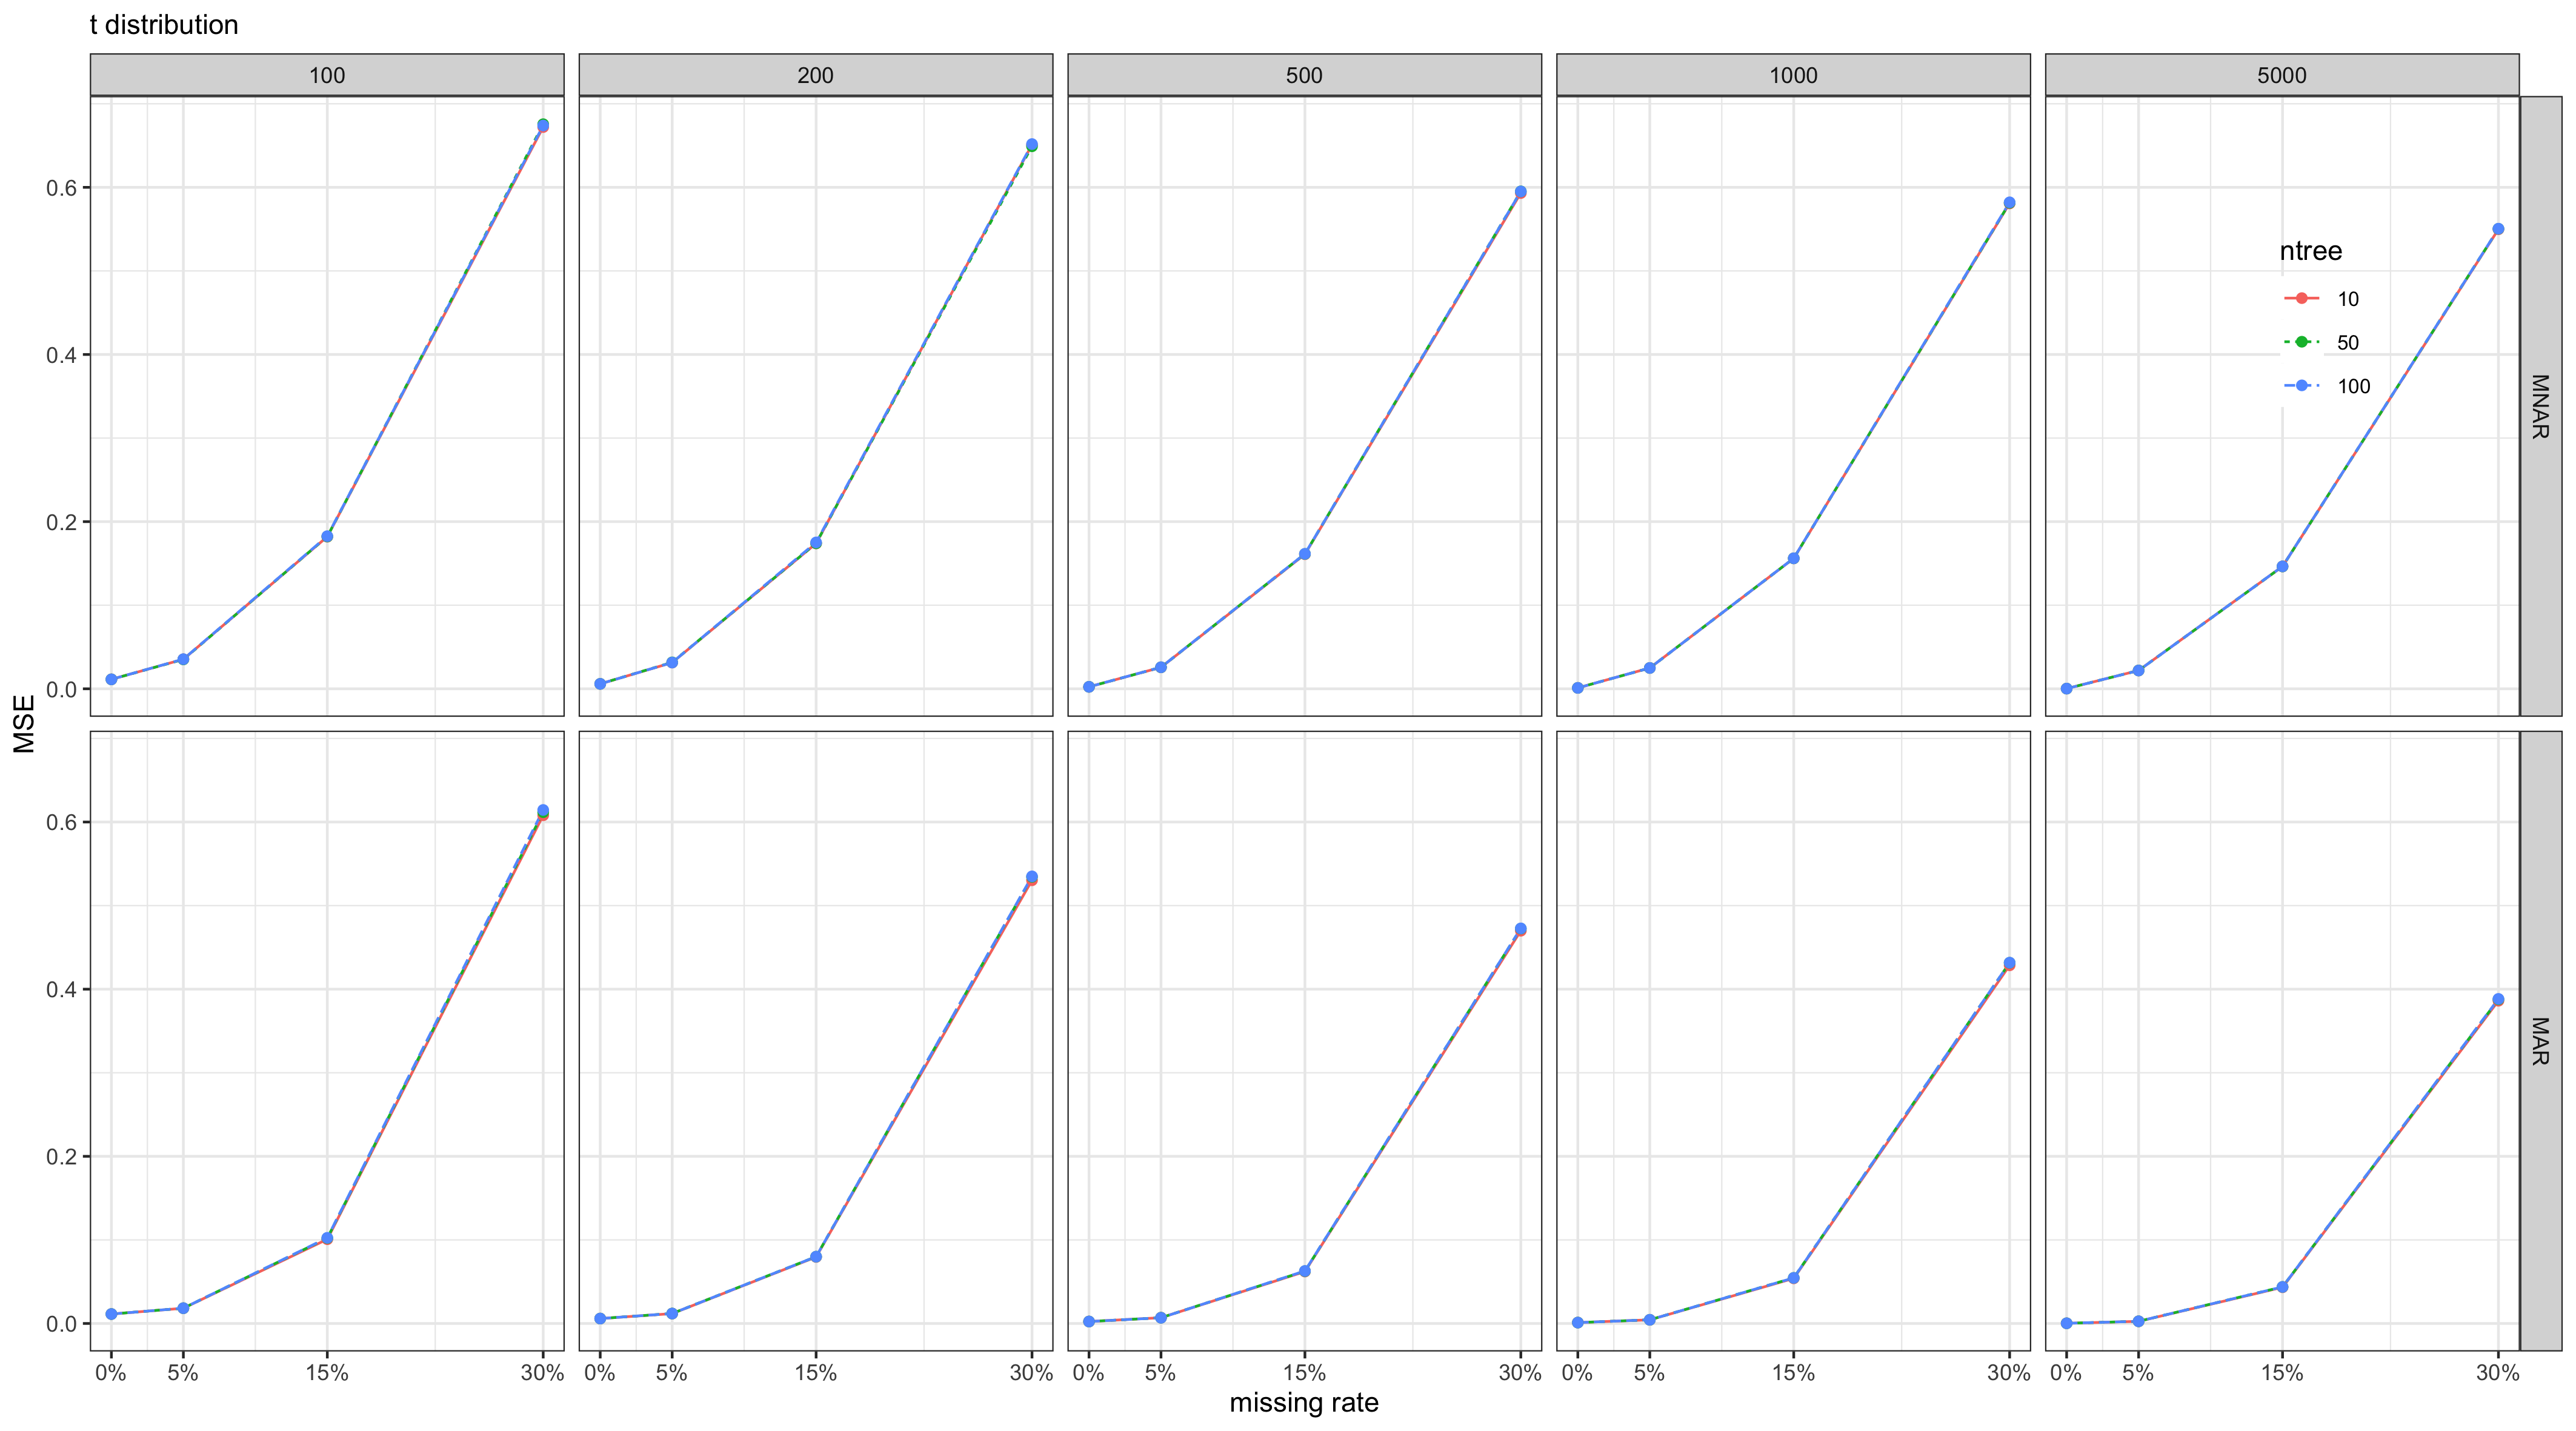 t distribution
100 200 500 1000 5000
MNAR
0.6
0.4
0.2
0.0
ntree
10
50
100
MSE
MAR
0.6
0.4
0.2
0.0
0% 5% 15% 30% 0% 5% 15% 30% 0% 5% 15% 30% 0% 5% 15% 30% 0% 5% 15% 30%
missing rate